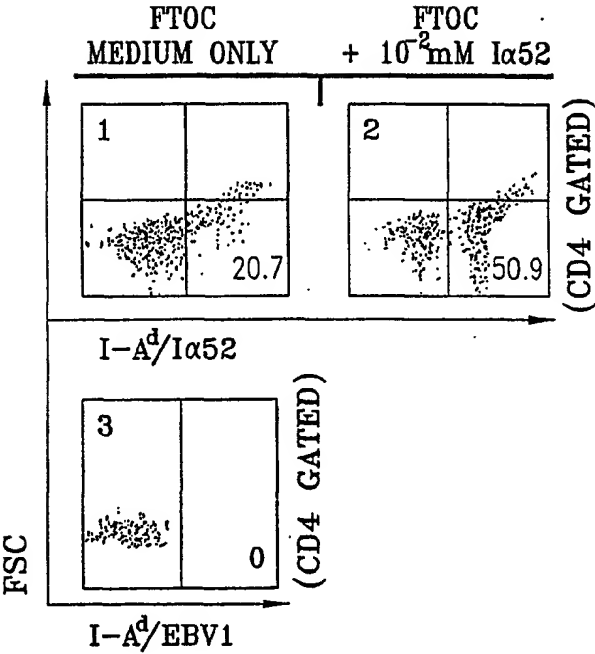 FTOC
MEDIUM ONLY
FTOC
+ 10⁻²mM Iα52
1
20.7
2
50.9
(CD4 GATED)
I-Aᵈ/Iα52
3
0
(CD4 GATED)
FSC
I-Aᵈ/EBV1